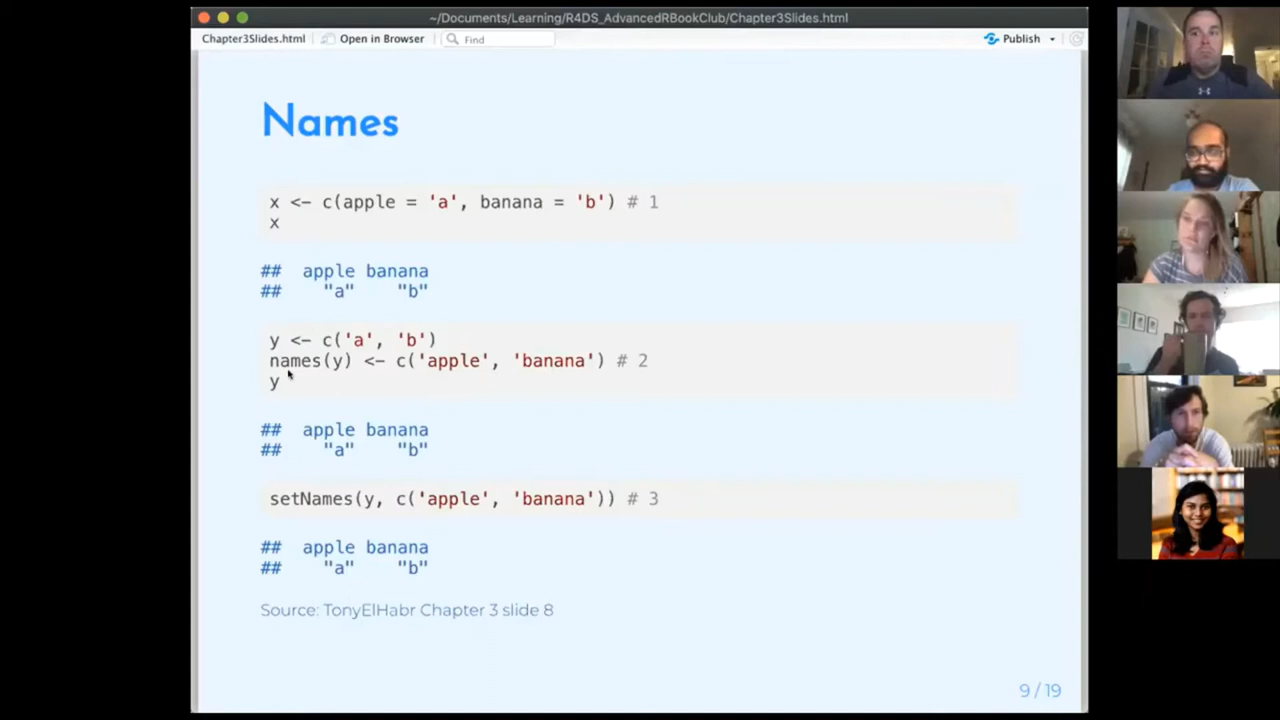 ~/Documents/Learning/R4DS_AdvancedRBookClub/Chapter3Slides.html
Chapter3Slides.html Open in Browser Find Publish
Names
x <- c(apple = 'a', banana = 'b') # 1
x
## apple banana
## "a" "b"
y <- c('a', 'b')
names(y) <- c('apple', 'banana') # 2
y
## apple banana
## "a" "b"
setNames(y, c('apple', 'banana')) # 3
## apple banana
## "a" "b"
Source: TonyElHabr Chapter 3 slide 8
9 / 19